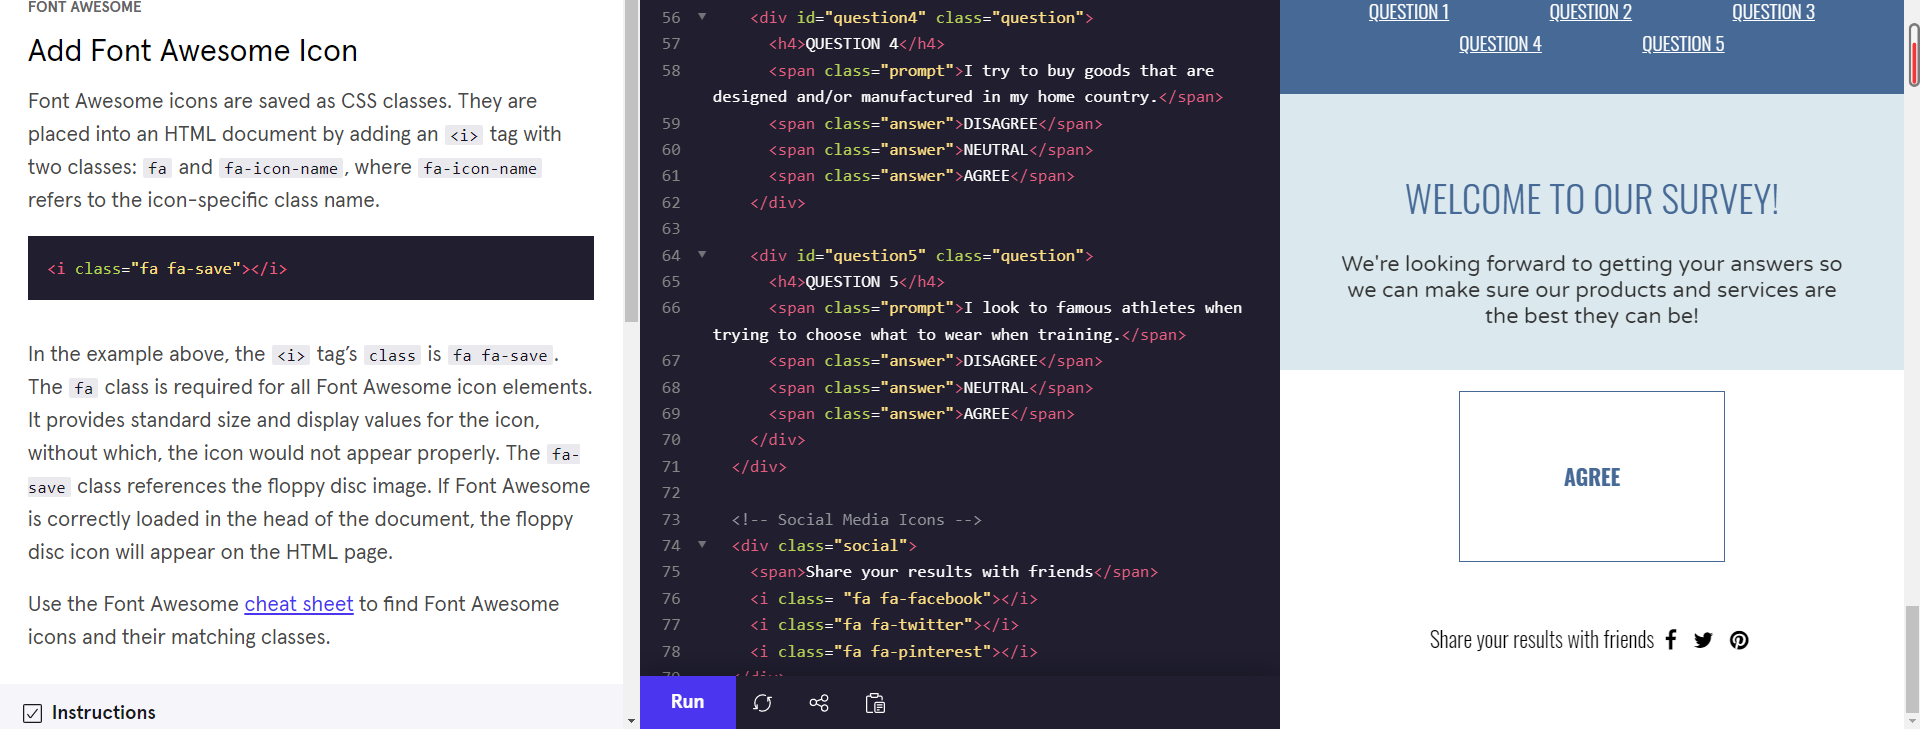 FONT AWESOME
Add Font Awesome Icon
Font Awesome icons are saved as CSS classes. They are
placed into an HTML document by adding an <i> tag with
two classes: fa and fa-icon-name, where fa-icon-name
refers to the icon-specific class name.
<i class="fa fa-save"></i>
In the example above, the <i> tag’s class is fa fa-save.
The fa class is required for all Font Awesome icon elements.
It provides standard size and display values for the icon,
without which, the icon would not appear properly. The fa-
save class references the floppy disc image. If Font Awesome
is correctly loaded in the head of the document, the floppy
disc icon will appear on the HTML page.
Use the Font Awesome cheat sheet to find Font Awesome
icons and their matching classes.
Instructions
56 <div id="question4" class="question">
57 <h4>QUESTION 4</h4>
58 <span class="prompt">I try to buy goods that are
designed and/or manufactured in my home country.</span>
59 <span class="answer">DISAGREE</span>
60 <span class="answer">NEUTRAL</span>
61 <span class="answer">AGREE</span>
62 </div>
63
64 <div id="question5" class="question">
65 <h4>QUESTION 5</h4>
66 <span class="prompt">I look to famous athletes when
trying to choose what to wear when training.</span>
67 <span class="answer">DISAGREE</span>
68 <span class="answer">NEUTRAL</span>
69 <span class="answer">AGREE</span>
70 </div>
71 </div>
72
73 <!-- Social Media Icons -->
74 <div class="social">
75 <span>Share your results with friends</span>
76 <i class= "fa fa-facebook"></i>
77 <i class="fa fa-twitter"></i>
78 <i class="fa fa-pinterest"></i>
Run
QUESTION 1 QUESTION 2 QUESTION 3
QUESTION 4 QUESTION 5
WELCOME TO OUR SURVEY!
We're looking forward to getting your answers so
we can make sure our products and services are
the best they can be!
AGREE
Share your results with friends